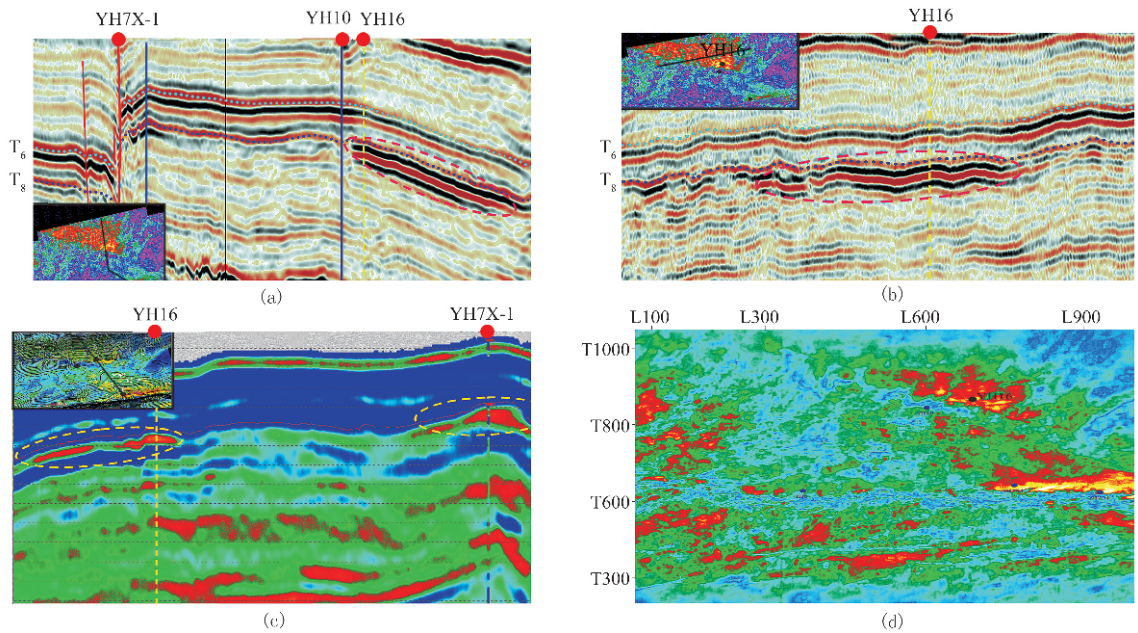 YH7X-1 YH10 YH16
T6
T8
(a)
YH16
YH16
T6
T8
(b)
YH16 YH7X-1
(c)
L100 L300 L600 L900
T1000
YH16
T800
T600
T300
(d)